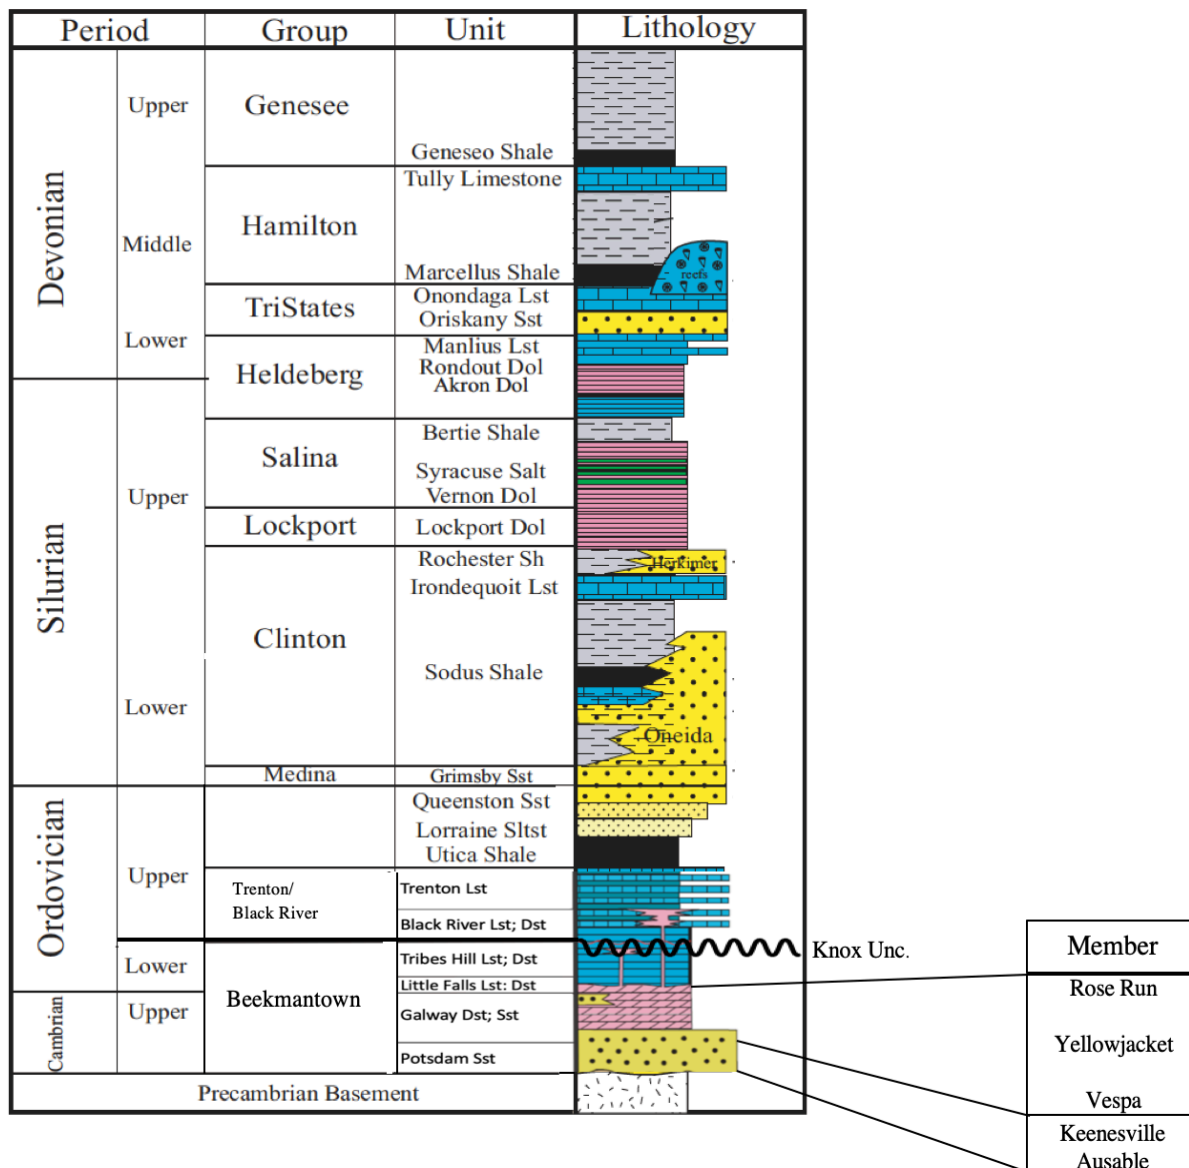 Period Group Unit Lithology
Devonian
Upper
Genesee
Geneseo Shale
Tully Limestone
Hamilton
Middle
Marcellus Shale
reefs
TriStates
Onondaga Lst
Oriskany Sst
Lower
Heldeberg
Manlius Lst
Rondout Dol
Akron Dol
Silurian
Upper
Salina
Bertie Shale
Syracuse Salt
Vernon Dol
Lockport
Lockport Dol
Clinton
Rochester Sh
Herkimer
Irondequoit Lst
Sodus Shale
Lower
Oneida
Medina
Grimsby Sst
Ordovician
Upper
Queenston Sst
Lorraine Sltst
Utica Shale
Trenton/
Black River
Trenton Lst
Black River Lst; Dst
Knox Unc.
Lower
Beekmantown
Tribes Hill Lst; Dst
Little Falls Lst: Dst
Cambrian
Upper
Galway Dst; Sst
Potsdam Sst
Precambrian Basement
Member
Rose Run
Yellowjacket
Vespa
Keenesville
Ausable